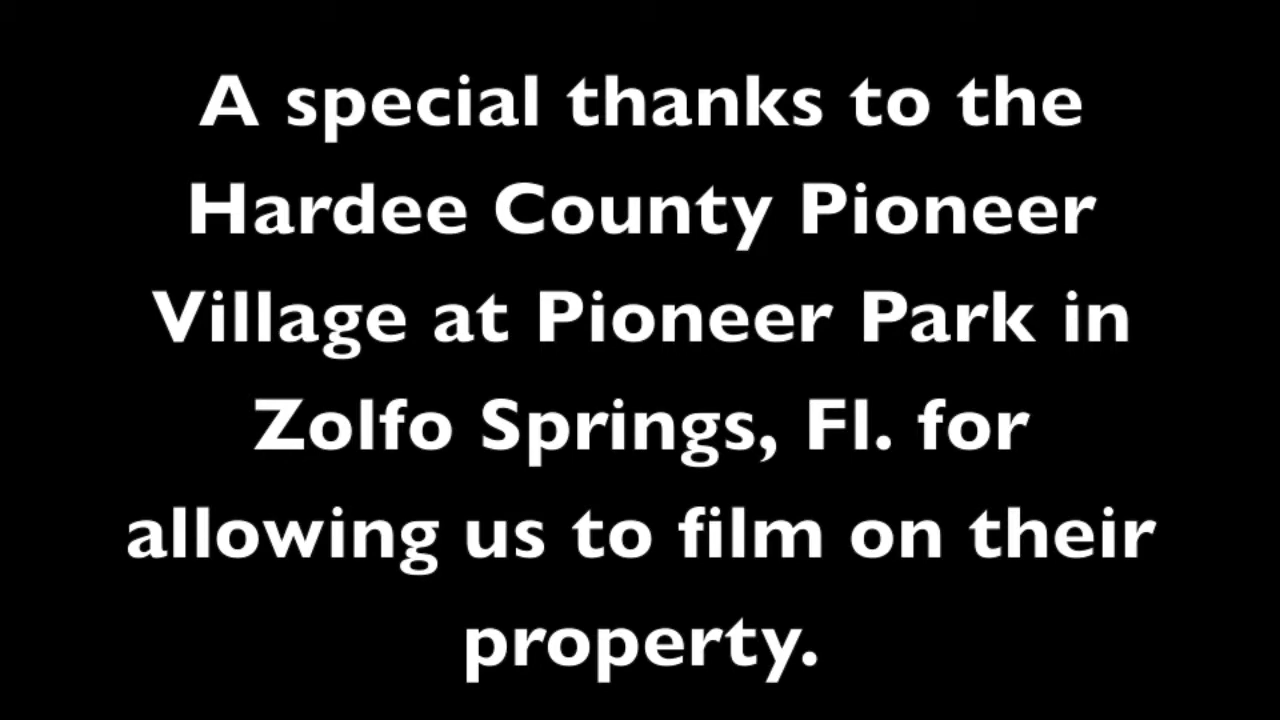 A special thanks to the
Hardee County Pioneer
Village at Pioneer Park in
Zolfo Springs, Fl. for
allowing us to film on their
property.